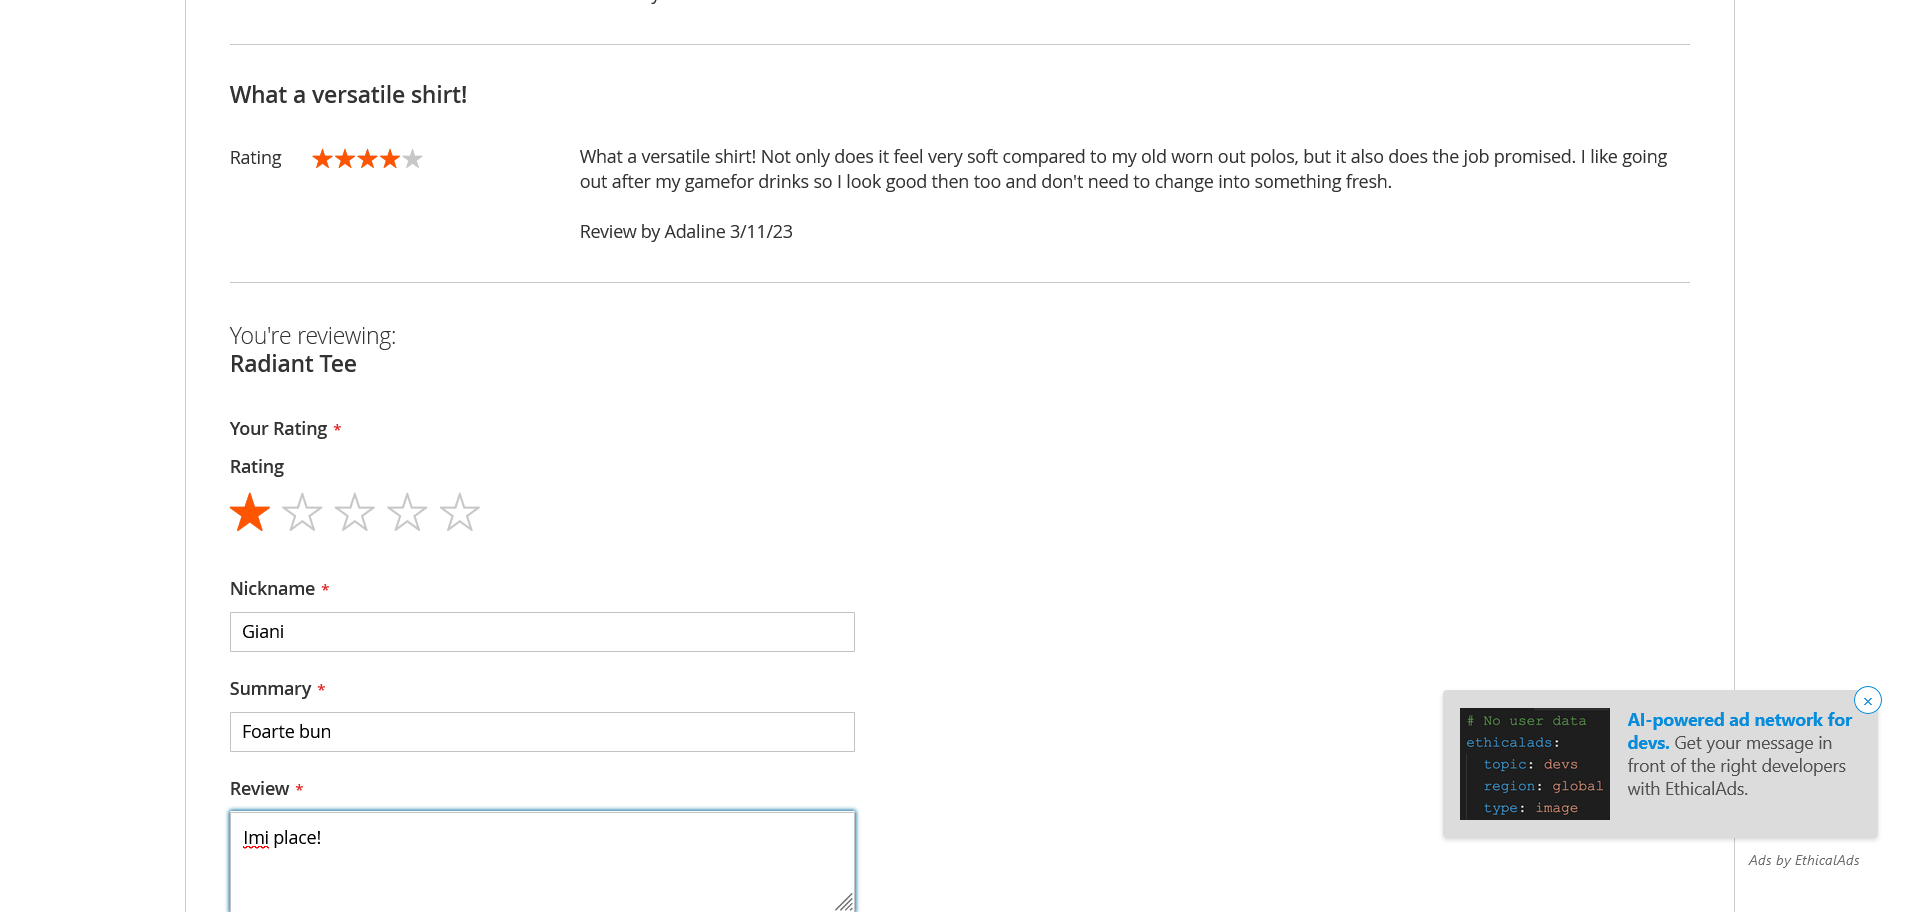 What a versatile shirt!
Rating
What a versatile shirt! Not only does it feel very soft compared to my old worn out polos, but it also does the job promised. I like going
out after my gamefor drinks so I look good then too and don't need to change into something fresh.
Review by Adaline 3/11/23
You're reviewing:
Radiant Tee
Your Rating *
Rating
Nickname *
Giani
Summary *
Foarte bun
Review *
Imi place!
# No user data
ethicalads:
topic: devs
region: global
type: image
AI-powered ad network for
devs. Get your message in
front of the right developers
with EthicalAds.
×
Ads by EthicalAds